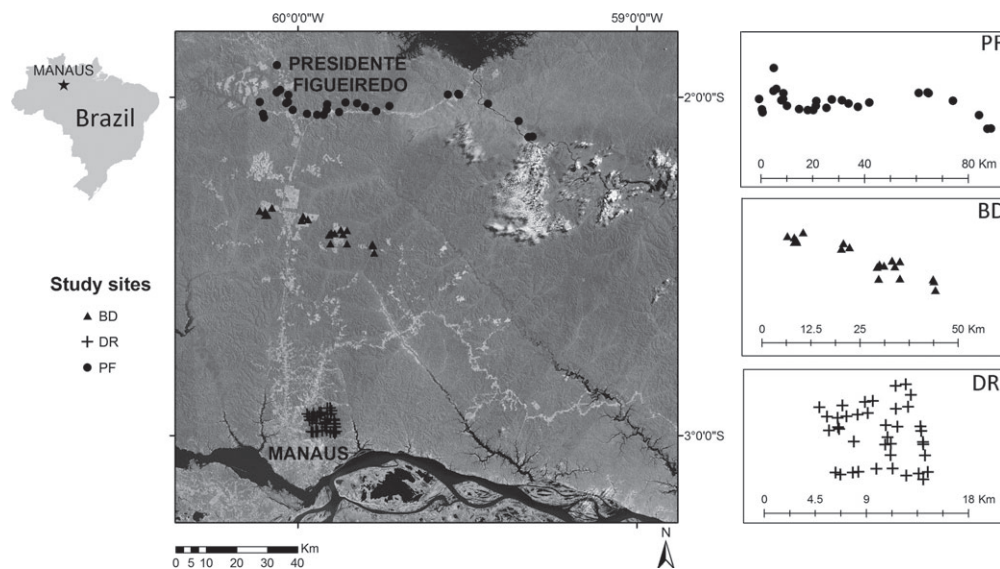 60°0'0"W
59°0'0"W
MANAUS
Brazil
Study sites
BD
DR
PF
PRESIDENTE
FIGUEIREDO
MANAUS
2°0'0"S
3°0'0"S
Km
0 5 10 20 30 40
N
PF
0 20 40 80 Km
BD
0 12.5 25 50 Km
DR
0 4.5 9 18 Km